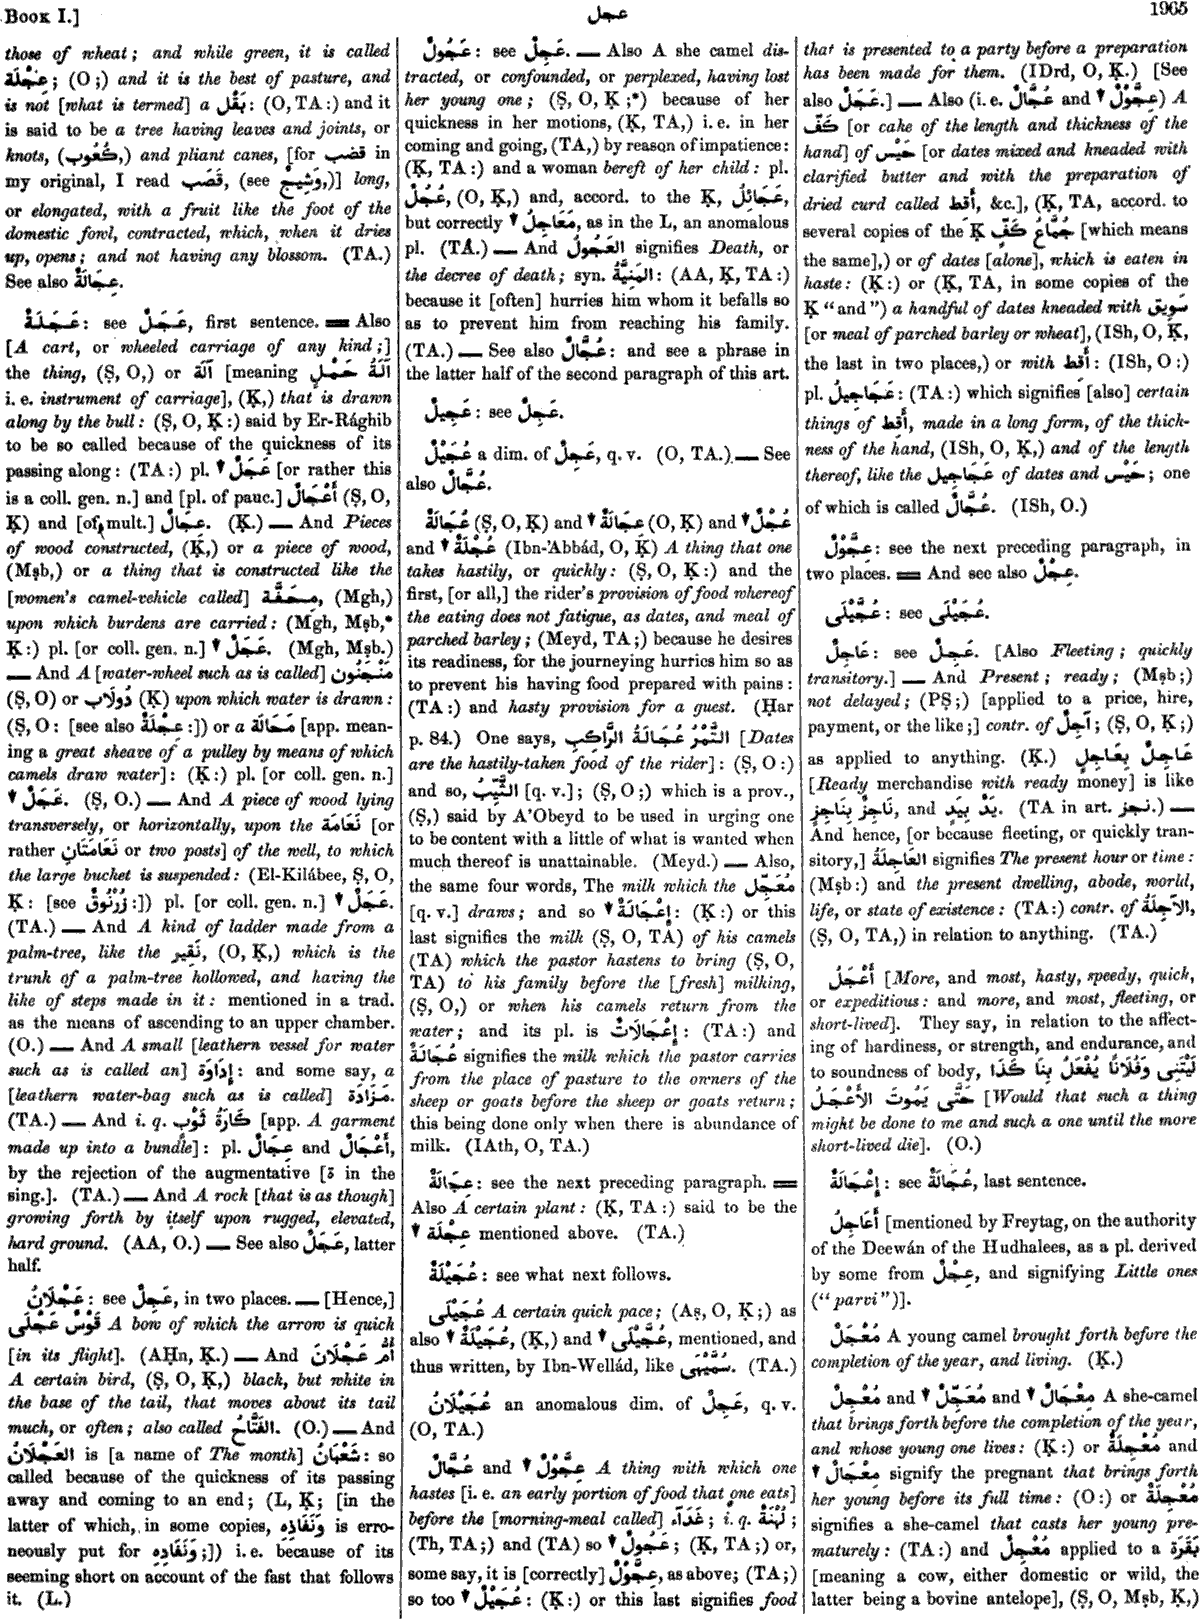 Book I.]
عجل
1965
those of wheat; and while green, it is called
عِجْلَة; (O;) and it is the best of pasture, and
is not [what is termed] a بَقْل: (O, TA:) and it
is said to be a tree having leaves and joints, or
knots, (كُعُوب,) and pliant canes, [for قضب in
my original, I read قَصَب, (see وَشِيجٌ,)] long,
or elongated, with a fruit like the foot of the
domestic fowl, contracted, which, when it dries
up, opens; and not having any blossom. (TA.)
See also عِجَالَةٌ.
عَجَلَةٌ: see عَجَلٌ, first sentence. ═ Also
[A cart, or wheeled carriage of any kind;]
the thing, (Ṣ, O,) or آلَة [meaning آلَةُ حَمْلٍ
i. e. instrument of carriage], (Ḳ,) that is drawn
along by the bull: (Ṣ, O, Ḳ:) said by Er-Rághib
to be so called because of the quickness of its
passing along: (TA:) pl. ▼ عَجَلٌ [or rather this
is a coll. gen. n.] and [pl. of pauc.] أَعْجَالٌ (Ṣ, O,
Ḳ) and [of mult.] عِجَالٌ. (Ḳ.) — And Pieces
of wood constructed, (Ḳ,) or a piece of wood,
(Mṣb,) or a thing that is constructed like the
[women's camel-vehicle called] مِحَفَّة, (Mgh,)
upon which burdens are carried: (Mgh, Mṣb,*
Ḳ:) pl. [or coll. gen. n.] ▼ عَجَلٌ. (Mgh, Mṣb.)
— And A [water-wheel such as is called] مَنْجَنُون
(Ṣ, O) or دُولَاب (Ḳ) upon which water is drawn:
(Ṣ, O: [see also عِجْلَةٌ:]) or a مَحَالَة [app. mean-
ing a great sheave of a pulley by means of which
camels draw water]: (Ḳ:) pl. [or coll. gen. n.]
▼ عَجَلٌ. (Ṣ, O.) — And A piece of wood lying
transversely, or horizontally, upon the نَعَامَة [or
rather نَعَامَتَانِ or two posts] of the well, to which
the large bucket is suspended: (El-Kilábee, Ṣ, O,
Ḳ: [see زُرْنُوقٌ:]) pl. [or coll. gen. n.] ▼ عَجَلٌ.
(TA.) — And A kind of ladder made from a
palm-tree, like the نَقِير, (O, Ḳ,) which is the
trunk of a palm-tree hollowed, and having the
like of steps made in it: mentioned in a trad.
as the means of ascending to an upper chamber.
(O.) — And A small [leathern vessel for water
such as is called an] إِدَاوَة: and some say, a
[leathern water-bag such as is called] مَزَادَة.
(TA.) — And i. q. كَارَةُ ثَوْبٍ [app. A garment
made up into a bundle]: pl. عِجَالٌ and أَعْجَالٌ,
by the rejection of the augmentative [ة in the
sing.]. (TA.) — And A rock [that is as though]
growing forth by itself upon rugged, elevated,
hard ground. (AA, O.) — See also عَجَلٌ, latter
half.
عَجْلَانُ: see عَجِلٌ, in two places. — [Hence,]
قَوْسٌ عَجْلَى A bow of which the arrow is quick
[in its flight]. (AḤn, Ḳ.) — And أُمُّ عَجْلَانَ
A certain bird, (Ṣ, O, Ḳ,) black, but white in
the base of the tail, that moves about its tail
much, or often; also called الفَتَّاحُ. (O.) — And
العَجْلَانُ is [a name of The month] شَعْبَانُ: so
called because of the quickness of its passing
away and coming to an end; (L, Ḳ; [in the
latter of which, in some copies, وَنَفَاذِهِ is erro-
neously put for وَنَفَادِهِ;]) i. e. because of its
seeming short on account of the fast that follows
it. (L.)
عَجُولٌ: see عَجِلٌ. — Also A she camel dis-
tracted, or confounded, or perplexed, having lost
her young one; (Ṣ, O, Ḳ;*) because of her
quickness in her motions, (Ḳ, TA,) i. e. in her
coming and going, (TA,) by reason of impatience:
(Ḳ, TA:) and a woman bereft of her child: pl.
عُجُلٌ, (O, Ḳ,) and, accord. to the Ḳ, عَجَائِلُ,
but correctly ▼ مَعَاجِلُ, as in the L, an anomalous
pl. (TA.) — And العَجُولُ signifies Death, or
the decree of death; syn. المَنِيَّةُ: (AA, Ḳ, TA:)
because it [often] hurries him whom it befalls so
as to prevent him from reaching his family.
(TA.) — See also عُجَّالٌ: and see a phrase in
the latter half of the second paragraph of this art.
عَجِيلٌ: see عَجِلٌ.
عُجَيْلٌ a dim. of عَجِلٌ, q. v. (O, TA.) — See
also عُجَّالٌ.
عُجَالَةٌ (Ṣ, O, Ḳ) and ▼ عِجَالَةٌ (O, Ḳ) and ▼ عُجْلٌ
and ▼ عُجْلَةٌ (Ibn-'Abbád, O, Ḳ) A thing that one
takes hastily, or quickly: (Ṣ, O, Ḳ:) and the
first, [or all,] the rider's provision of food whereof
the eating does not fatigue, as dates, and meal of
parched barley; (Meyd, TA;) because he desires
its readiness, for the journeying hurries him so as
to prevent his having food prepared with pains:
(TA:) and hasty provision for a guest. (Ḥar
p. 84.) One says, التَّمْرُ عُجَالَةُ الرَّاكِبِ [Dates
are the hastily-taken food of the rider]: (Ṣ, O:)
and so, الثَّيِّبُ [q. v.]; (Ṣ, O;) which is a prov.,
(Ṣ,) said by A'Obeyd to be used in urging one
to be content with a little of what is wanted when
much thereof is unattainable. (Meyd.) — Also,
the same four words, The milk which the مُعَجِّل
[q. v.] draws; and so ▼ إِعْجَالَةٌ: (Ḳ:) or this
last signifies the milk (Ṣ, O, TA) of his camels
(TA) which the pastor hastens to bring (Ṣ, O,
TA) to his family before the [fresh] milking,
(Ṣ, O,) or when his camels return from the
water; and its pl. is إِعْجَالَاتٌ: (TA:) and
عُجَالَةٌ signifies the milk which the pastor carries
from the place of pasture to the owners of the
sheep or goats before the sheep or goats return;
this being done only when there is abundance of
milk. (IAth, O, TA.)
عِجَالَةٌ: see the next preceding paragraph. ═
Also A certain plant: (Ḳ, TA:) said to be the
▼ عِجْلَة mentioned above. (TA.)
عُجَيْلَةٌ: see what next follows.
عُجَيْلَى A certain quick pace; (Aṣ, O, Ḳ;) as
also ▼ عُجَيْلَةٌ, (Ḳ,) and ▼ عُجَّيْلَى, mentioned, and
thus written, by Ibn-Wellád, like سُمَّيْهَى. (TA.)
عُجَيْلَانٌ an anomalous dim. of عَجِلٌ, q. v.
(O, TA.)
عُجَّالٌ and ▼ عِجَّوْلٌ A thing with which one
hastes [i. e. an early portion of food that one eats]
before the [morning-meal called] غَدَآء; i. q. لُهْنَةٌ;
(Th, TA;) and (TA) so ▼ عَجُولٌ; (Ḳ, TA;) or,
some say, it is [correctly] عِجَّوْلٌ, as above; (TA;)
so too ▼ عُجَيْلٌ: (Ḳ:) or this last signifies food
that is presented to a party before a preparation
has been made for them. (IDrd, O, Ḳ.) [See
also عَجَلٌ.] — Also (i. e. عُجَّالٌ and ▼ عِجَّوْلٌ) A
كَفّ [or cake of the length and thickness of the
hand] of حَيْس [or dates mixed and kneaded with
clarified butter and with the preparation of
dried curd called أَقِط, &c.], (Ḳ, TA, accord. to
several copies of the Ḳ جُمَّاعُ كَفٍّ [which means
the same],) or of dates [alone], which is eaten in
haste: (Ḳ:) or (Ḳ, TA, in some copies of the
Ḳ "and") a handful of dates kneaded with سَوِيق
[or meal of parched barley or wheat], (ISh, O, Ḳ,
the last in two places,) or with أَقِط: (ISh, O:)
pl. عَجَاجِيلُ: (TA:) which signifies [also] certain
things of أَقِط, made in a long form, of the thick-
ness of the hand, (ISh, O, Ḳ,) and of the length
thereof, like the عَجَاجِيل of dates and حَيْس; one
of which is called عُجَّالٌ. (ISh, O.)
عِجَّوْلٌ: see the next preceding paragraph, in
two places. ═ And see also عِجْلٌ.
عُجَّيْلَى: see عُجَيْلَى.
عَاجِلٌ: see عَجِلٌ. [Also Fleeting; quickly
transitory.] — And Present; ready; (Mṣb;)
not delayed; (PṢ;) [applied to a price, hire,
payment, or the like;] contr. of آجِلٌ; (Ṣ, O, Ḳ;)
as applied to anything. (Ḳ.) عَاجِلٌ بِعَاجِلٍ
[Ready merchandise with ready money] is like
نَاجِزٌ بِنَاجِزٍ, and يَدٌ بِيَدٍ. (TA in art. نجز.) —
And hence, [or because fleeting, or quickly tran-
sitory,] العَاجِلَةُ signifies The present hour or time:
(Mṣb:) and the present dwelling, abode, world,
life, or state of existence: (TA:) contr. of الآجِلَةُ,
(Ṣ, O, TA,) in relation to anything. (TA.)
أَعْجَلُ [More, and most, hasty, speedy, quick,
or expeditious: and more, and most, fleeting, or
short-lived]. They say, in relation to the affect-
ing of hardiness, or strength, and endurance, and
to soundness of body, لَيْتَنِى وَفُلَانًا يُفْعَلُ بِنَا كَذَا
حَتَّى يَمُوتَ الأَعْجَلُ [Would that such a thing
might be done to me and such a one until the more
short-lived die]. (O.)
إِعْجَالَةٌ: see عُجَالَةٌ, last sentence.
أَعَاجِلُ [mentioned by Freytag, on the authority
of the Deewán of the Hudhalees, as a pl. derived
by some from عِجْلٌ, and signifying Little ones
("parvi")].
مُعْجَلٌ A young camel brought forth before the
completion of the year, and living. (Ḳ.)
مُعْجِلٌ and ▼ مُعَجِّلٌ and ▼ مِعْجَالٌ A she-camel
that brings forth before the completion of the year,
and whose young one lives: (Ḳ:) or مُعْجِلَةٌ and
▼ مِعْجَالٌ signify the pregnant that brings forth
her young before its full time: (O:) or مُعْجِلَةٌ
signifies a she-camel that casts her young pre-
maturely: (TA:) and مُعْجِلٌ applied to a بَقَرَة
[meaning a cow, either domestic or wild, the
latter being a bovine antelope], (Ṣ, O, Mṣb, Ḳ,)